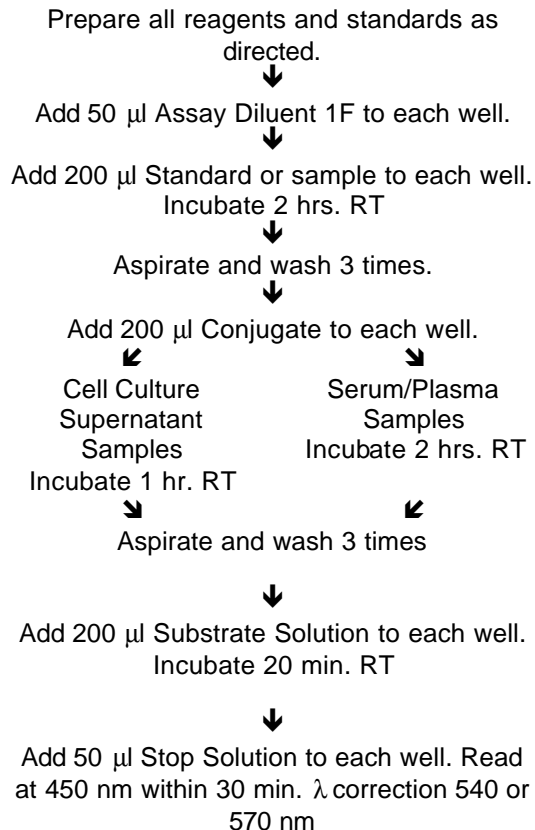 Prepare all reagents and standards as
directed.
Add 50 μl Assay Diluent 1F to each well.
Add 200 μl Standard or sample to each well.
Incubate 2 hrs. RT
Aspirate and wash 3 times.
Add 200 μl Conjugate to each well.
Cell Culture
Supernatant
Samples
Incubate 1 hr. RT
Serum/Plasma
Samples
Incubate 2 hrs. RT
Aspirate and wash 3 times
Add 200 μl Substrate Solution to each well.
Incubate 20 min. RT
Add 50 μl Stop Solution to each well. Read
at 450 nm within 30 min. λ correction 540 or
570 nm